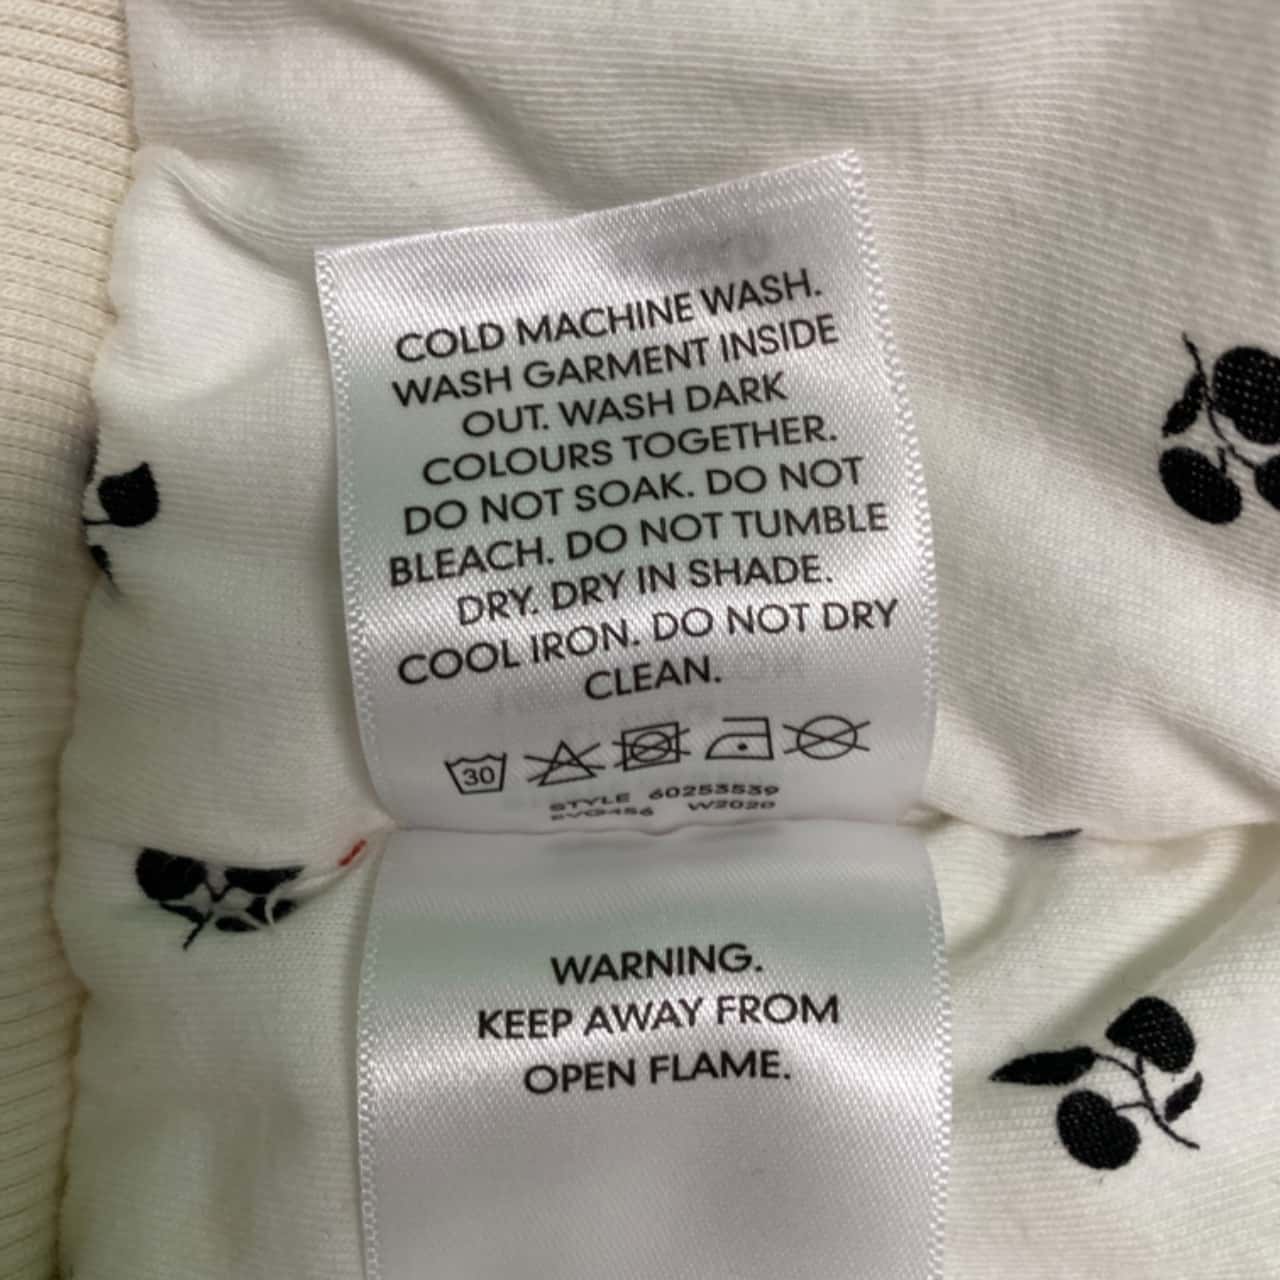 COLD MACHINE WASH.
WASH GARMENT INSIDE
OUT. WASH DARK
COLOURS TOGETHER.
DO NOT SOAK. DO NOT
BLEACH. DO NOT TUMBLE
DRY. DRY IN SHADE.
COOL IRON. DO NOT DRY
CLEAN.
30
STYLE 60253539
W2020
WARNING.
KEEP AWAY FROM
OPEN FLAME.